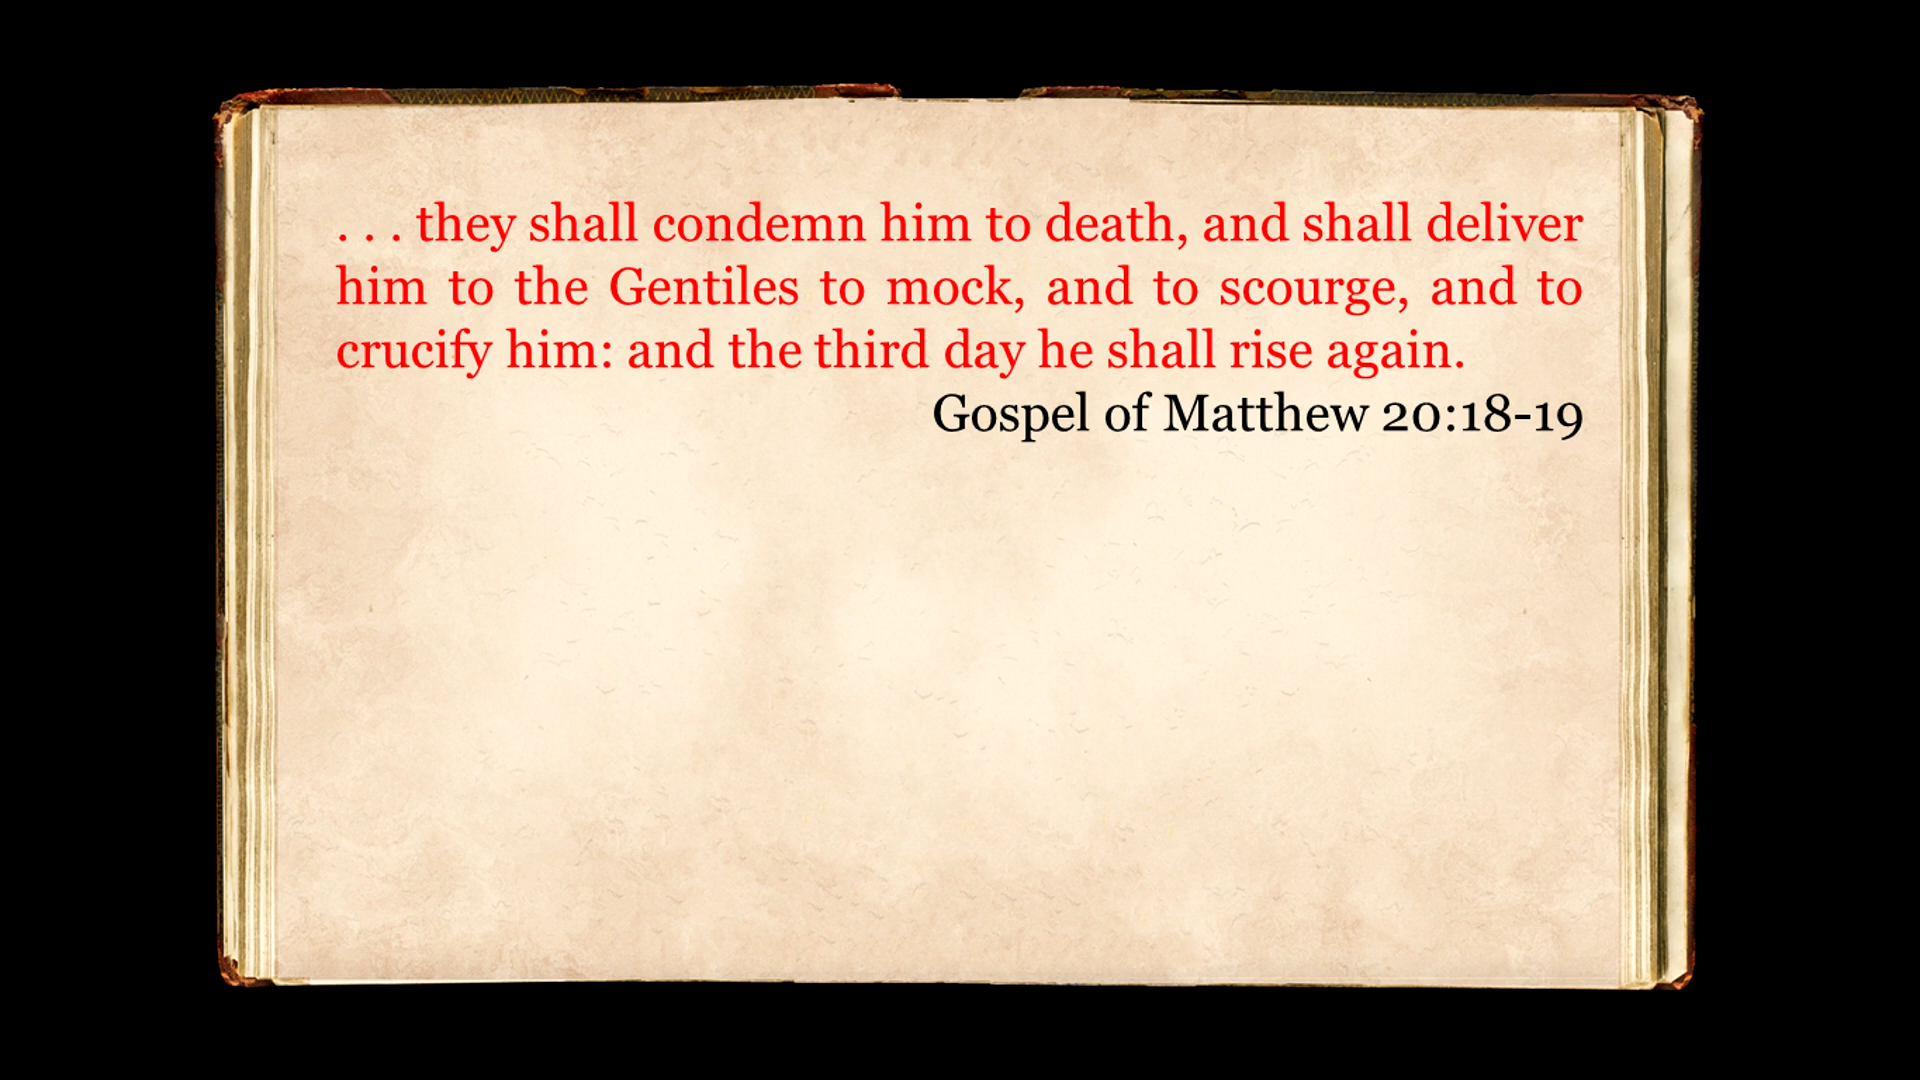 . . . they shall condemn him to death, and shall deliver
him to the Gentiles to mock, and to scourge, and to
crucify him: and the third day he shall rise again.
Gospel of Matthew 20:18-19